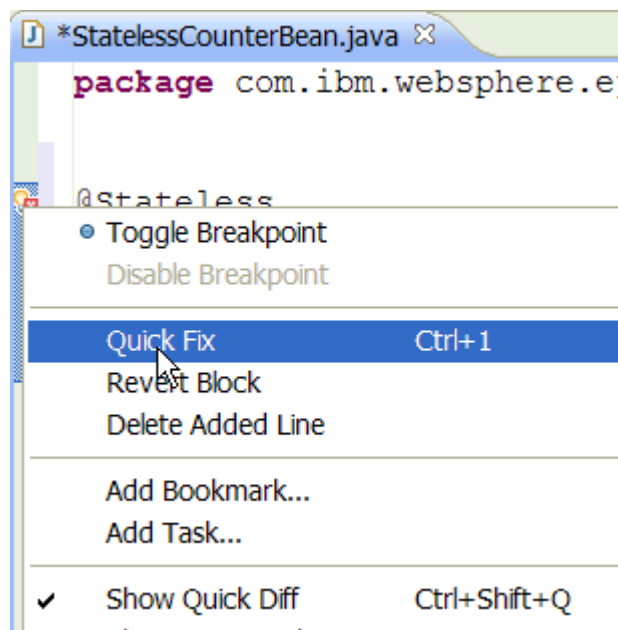 *StatelessCounterBean.java
package com.ibm.websphere.e
@Stateless
Toggle Breakpoint
Disable Breakpoint
Quick Fix Ctrl+1
Revert Block
Delete Added Line
Add Bookmark...
Add Task...
Show Quick Diff Ctrl+Shift+Q